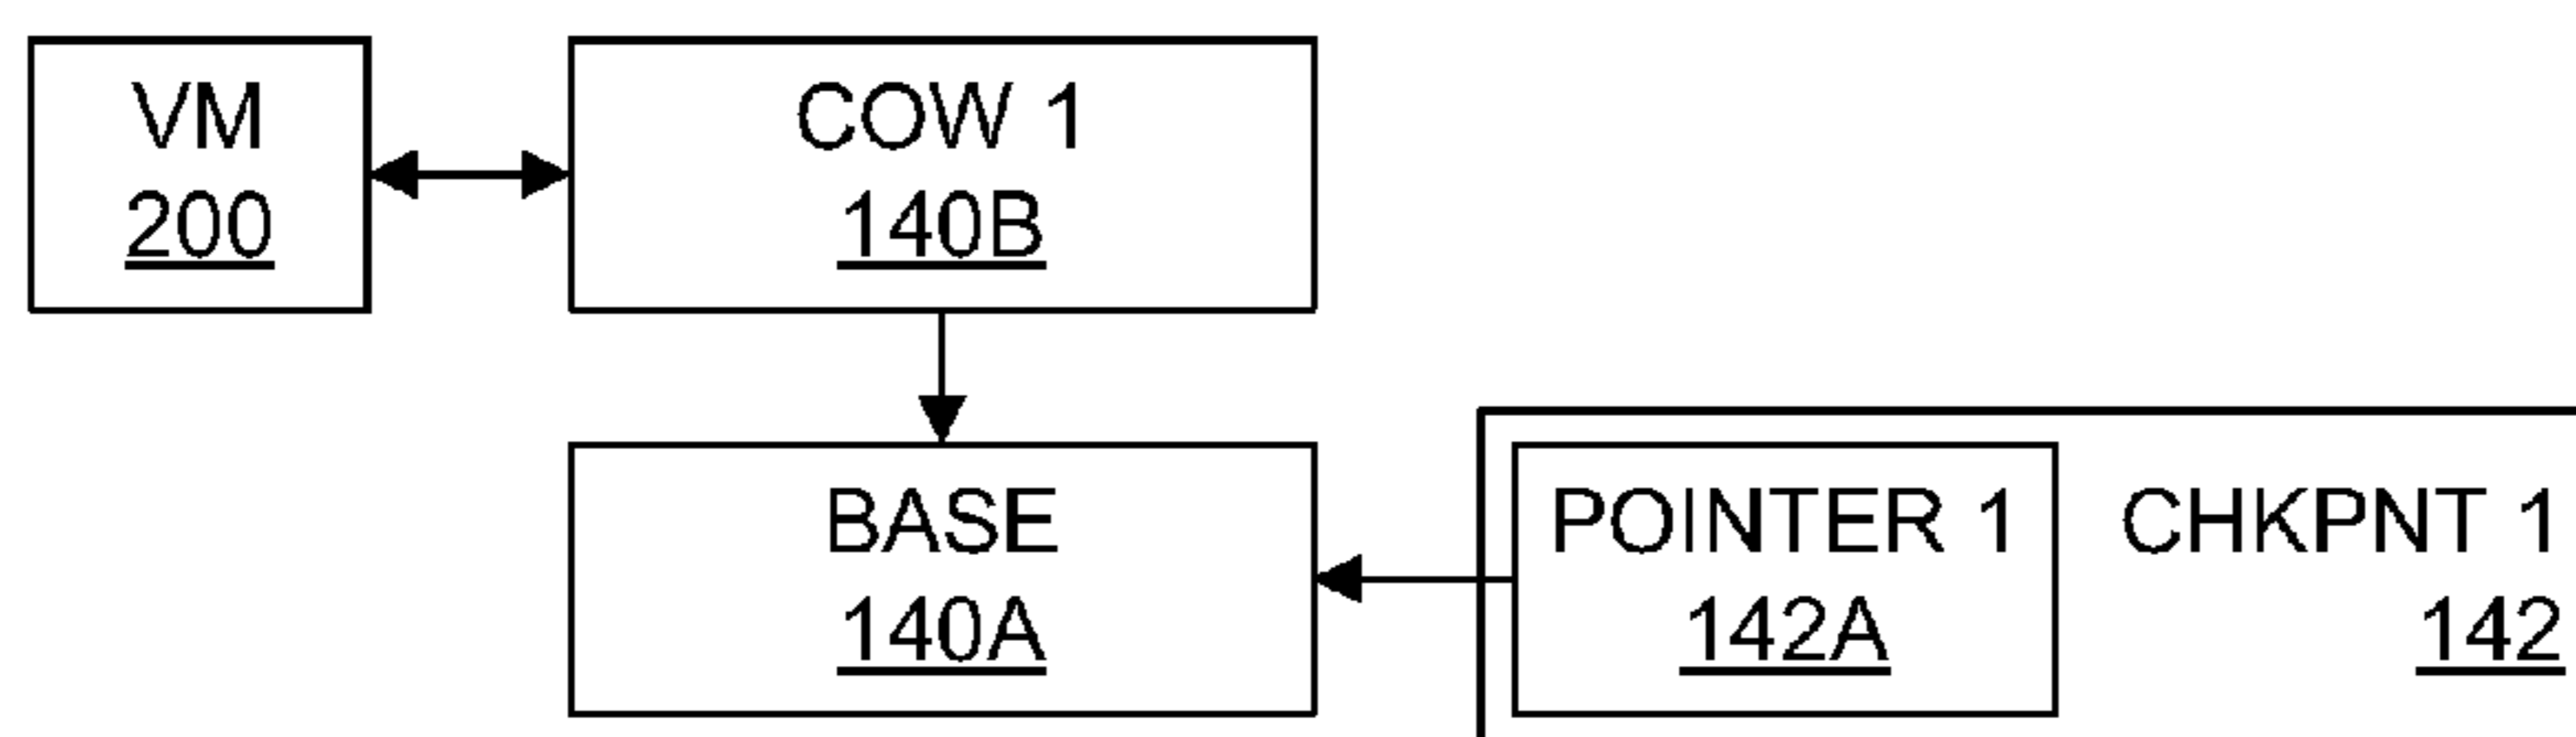 VM
200
COW 1
140B
BASE
140A
POINTER 1
142A
CHKPNT 1
142